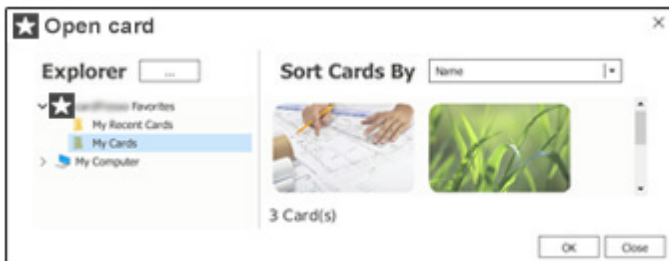 Open card
Explorer ...
Sort Cards By Name
Favorites
My Recent Cards
My Cards
My Computer
3 Card(s)
OK Close